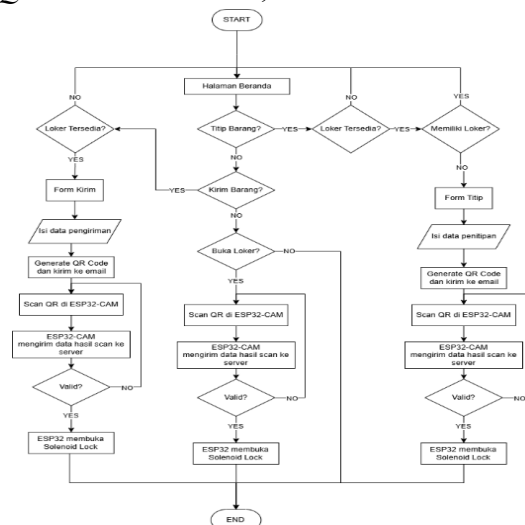 START
Halaman Beranda
NO
NO
YES
Loker Tersedia?
Titip Barang?
YES
Loker Tersedia?
YES
Memiliki Loker?
YES
NO
NO
Form Kirim
YES
Kirim Barang?
Form Titip
NO
Isi data pengiriman
Buka Loker?
NO
Isi data penitipan
YES
Generate QR Code
dan kirim ke email
Generate QR Code
dan kirim ke email
Scan QR di ESP32-CAM
Scan QR di ESP32-CAM
Scan QR di ESP32-CAM
ESP32-CAM
mengirim data hasil scan ke
server
ESP32-CAM
mengirim data hasil scan ke
server
ESP32-CAM
mengirim data hasil scan ke
server
Valid?
NO
Valid?
NO
Valid?
NO
YES
YES
YES
ESP32 membuka
Solenoid Lock
ESP32 membuka
Solenoid Lock
ESP32 membuka
Solenoid Lock
END